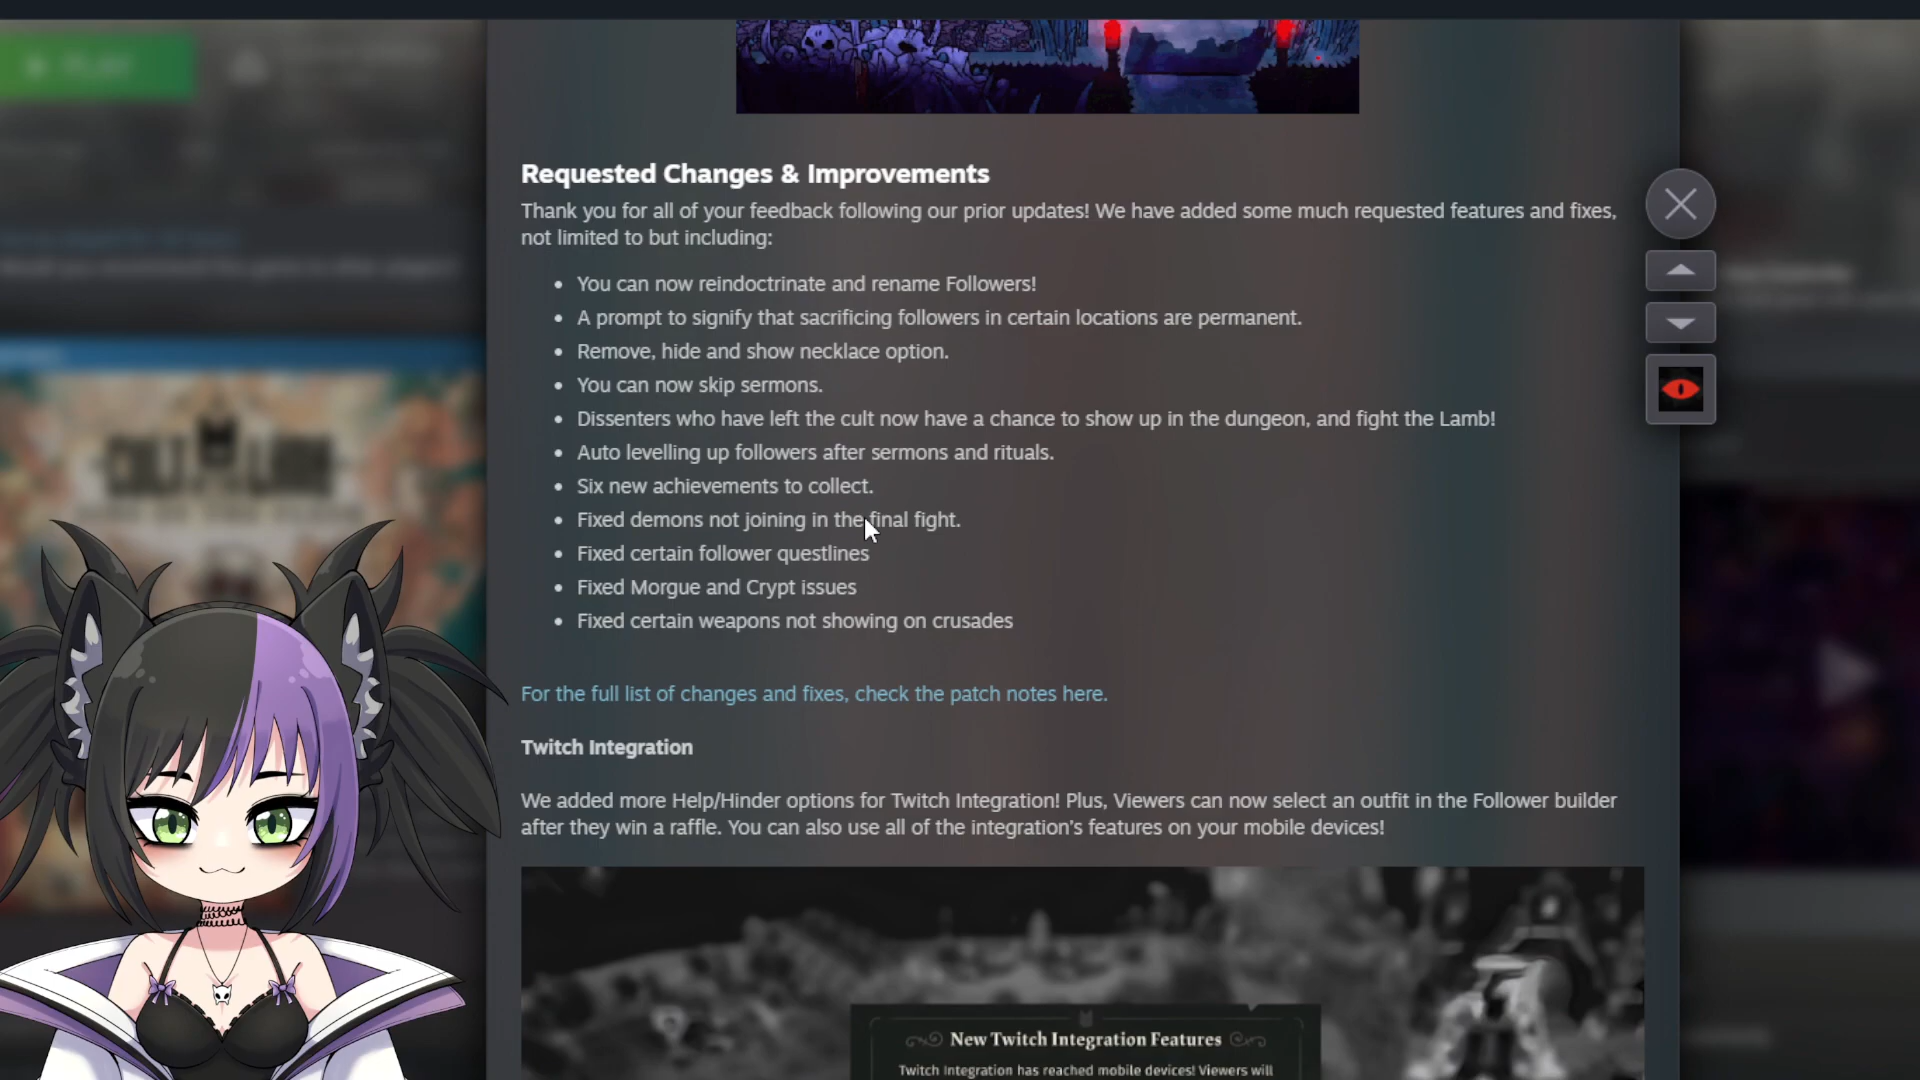 PLAY
Requested Changes & Improvements
Thank you for all of your feedback following our prior updates! We have added some much requested features and fixes,
not limited to but including:
You can now reindoctrinate and rename Followers!
A prompt to signify that sacrificing followers in certain locations are permanent.
Remove, hide and show necklace option.
You can now skip sermons.
Dissenters who have left the cult now have a chance to show up in the dungeon, and fight the Lamb!
Auto levelling up followers after sermons and rituals.
Six new achievements to collect.
Fixed demons not joining in the final fight.
Fixed certain follower questlines
Fixed Morgue and Crypt issues
Fixed certain weapons not showing on crusades
For the full list of changes and fixes, check the patch notes here.
Twitch Integration
We added more Help/Hinder options for Twitch Integration! Plus, Viewers can now select an outfit in the Follower builder
after they win a raffle. You can also use all of the integration's features on your mobile devices!
New Twitch Integration Features
Twitch Integration has reached mobile devices! Viewers will